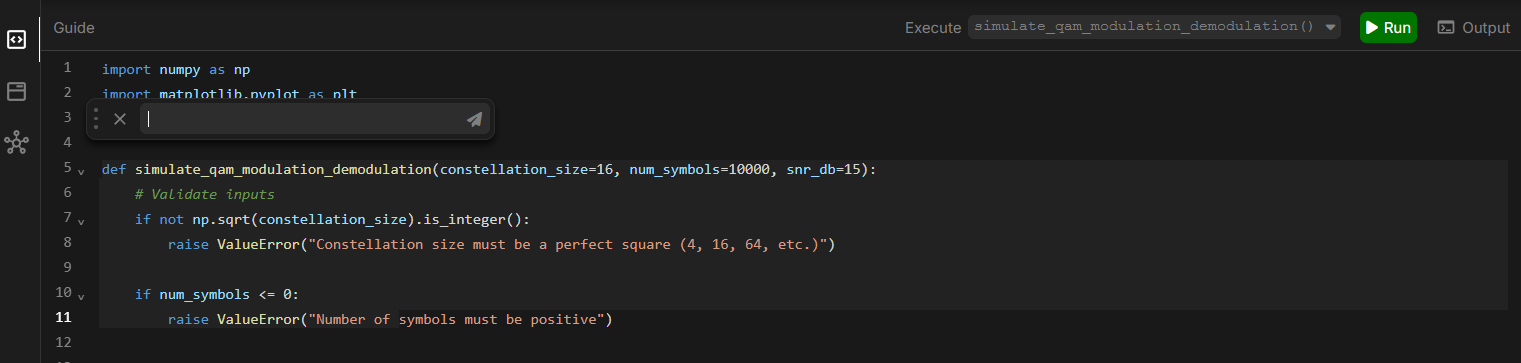 Guide Execute simulate_qam_modulation_demodulation() Run Output
1 import numpy as np
2 import matplotlib.pyplot as plt
3
4
5 def simulate_qam_modulation_demodulation(constellation_size=16, num_symbols=10000, snr_db=15):
6 # Validate inputs
7 if not np.sqrt(constellation_size).is_integer():
8 raise ValueError("Constellation size must be a perfect square (4, 16, 64, etc.)")
9
10 if num_symbols <= 0:
11 raise ValueError("Number of symbols must be positive")
12